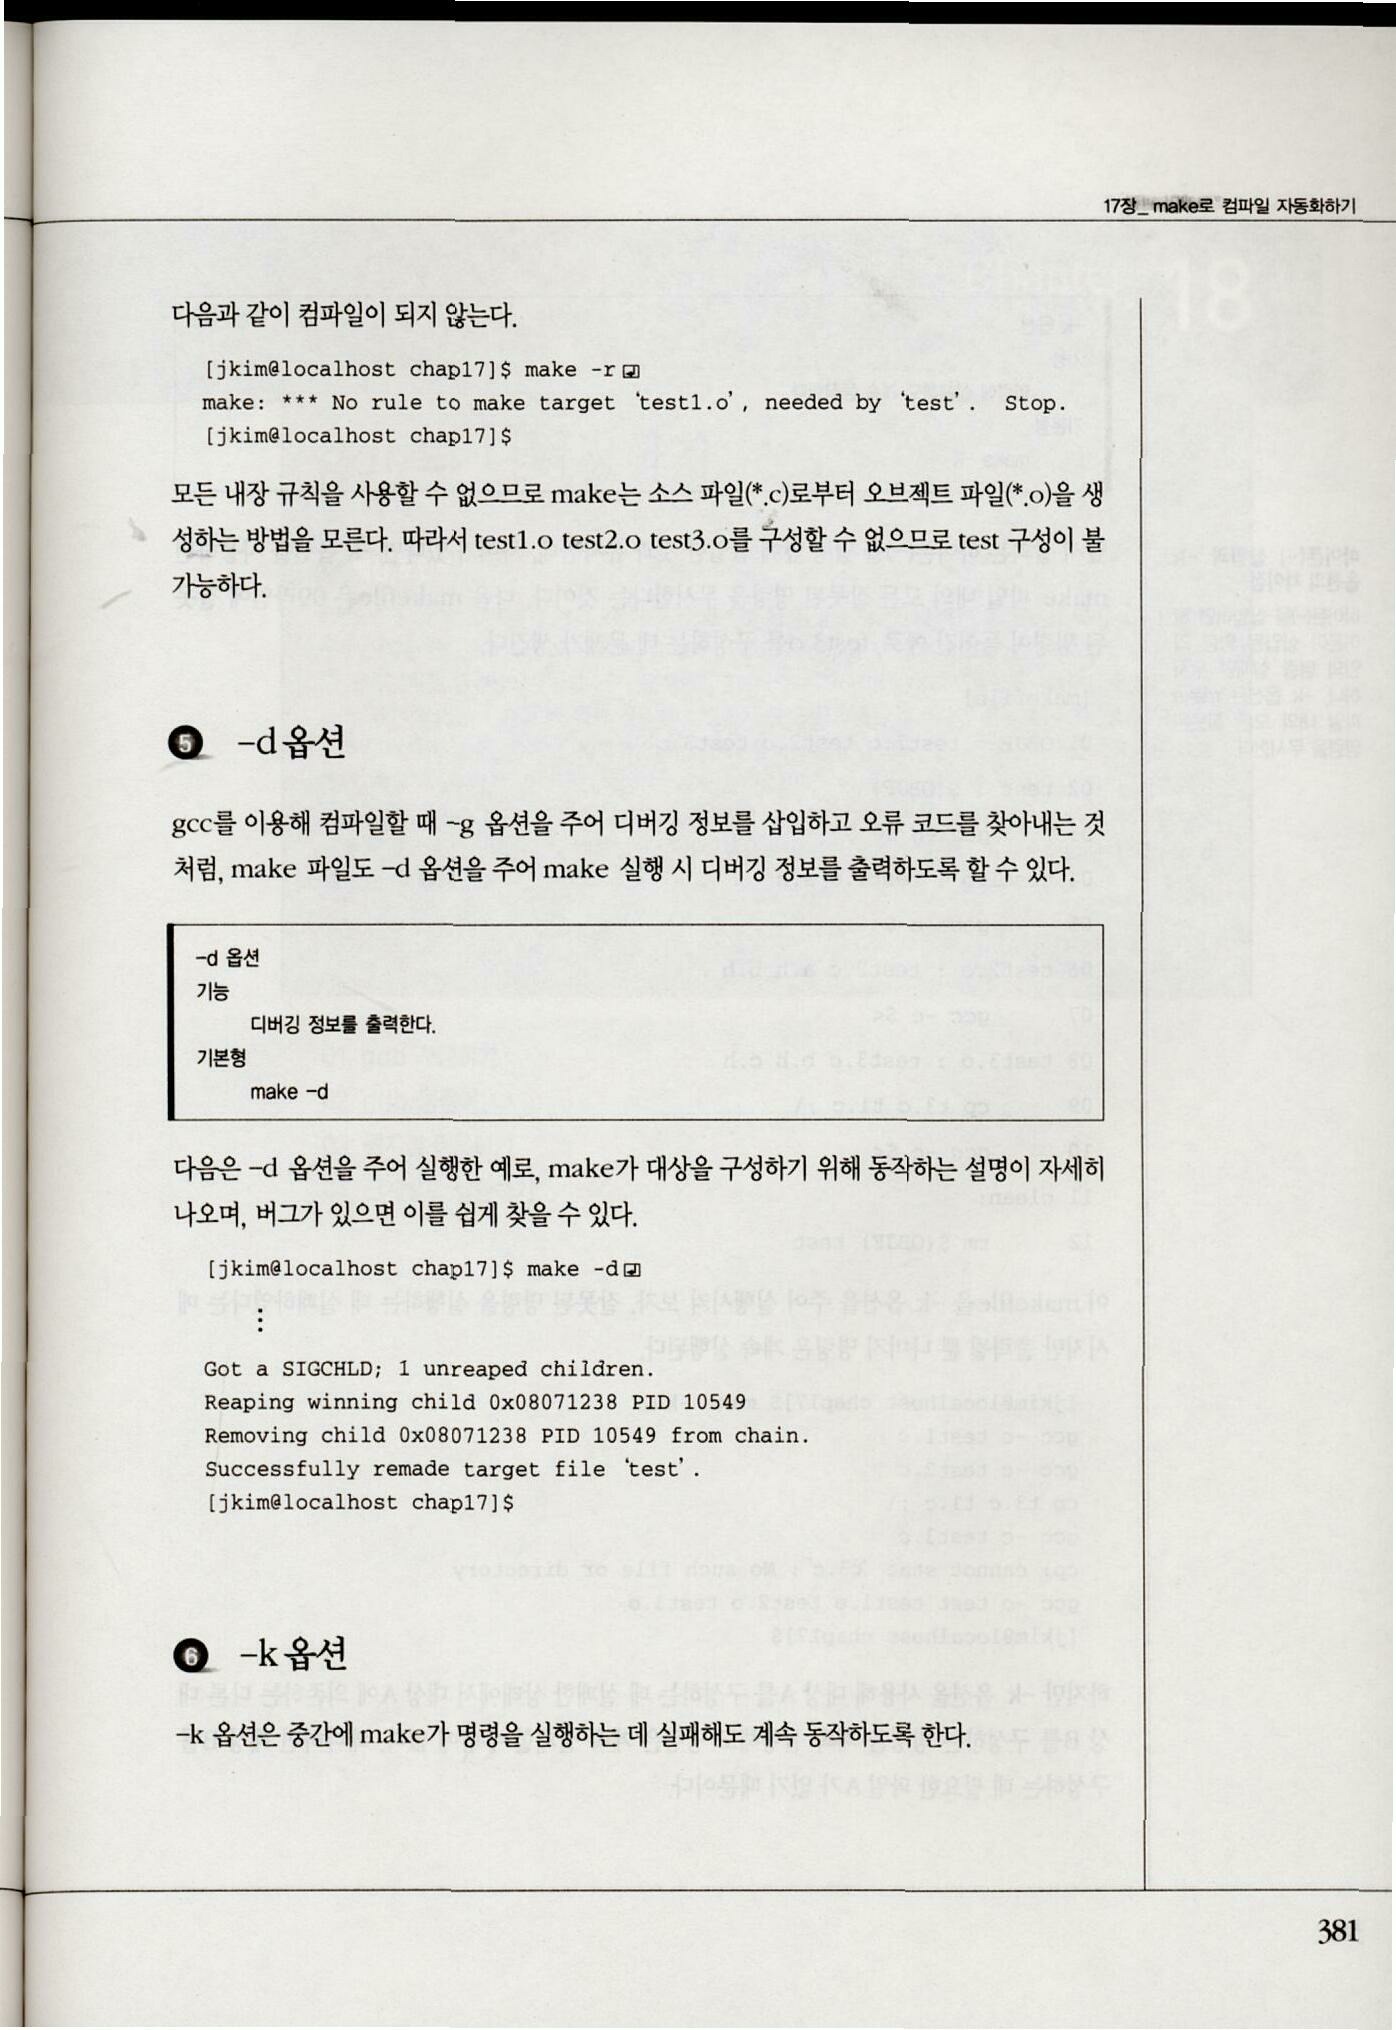 17장_ make로 컴파일 자동화하기
다음과 같이 컴파일이 되지 않는다.
[jkim@localhost chap17]$ make -r
make: *** No rule to make target ‘test1.o’, needed by ‘test’. Stop.
[jkim@localhost chap17]$
모든 내장 규칙을 사용할 수 없으므로 make는 소스 파일(*.c)로부터 오브젝트 파일(*.o)을 생
성하는 방법을 모른다. 따라서 test1.o test2.o test3.o를 구성할 수 없으므로 test 구성이 불
가능하다.
5 -d 옵션
gcc를 이용해 컴파일할 때 -g 옵션을 주어 디버깅 정보를 삽입하고 오류 코드를 찾아내는 것
처럼, make 파일도 -d 옵션을 주어 make 실행 시 디버깅 정보를 출력하도록 할 수 있다.
-d 옵션
기능
디버깅 정보를 출력한다.
기본형
make -d
다음은 -d 옵션을 주어 실행한 예로, make가 대상을 구성하기 위해 동작하는 설명이 자세히
나오며, 버그가 있으면 이를 쉽게 찾을 수 있다.
[jkim@localhost chap17]$ make -d
⋮
Got a SIGCHLD; 1 unreaped children.
Reaping winning child 0x08071238 PID 10549
Removing child 0x08071238 PID 10549 from chain.
Successfully remade target file ‘test’.
[jkim@localhost chap17]$
6 -k 옵션
-k 옵션은 중간에 make가 명령을 실행하는 데 실패해도 계속 동작하도록 한다.
381